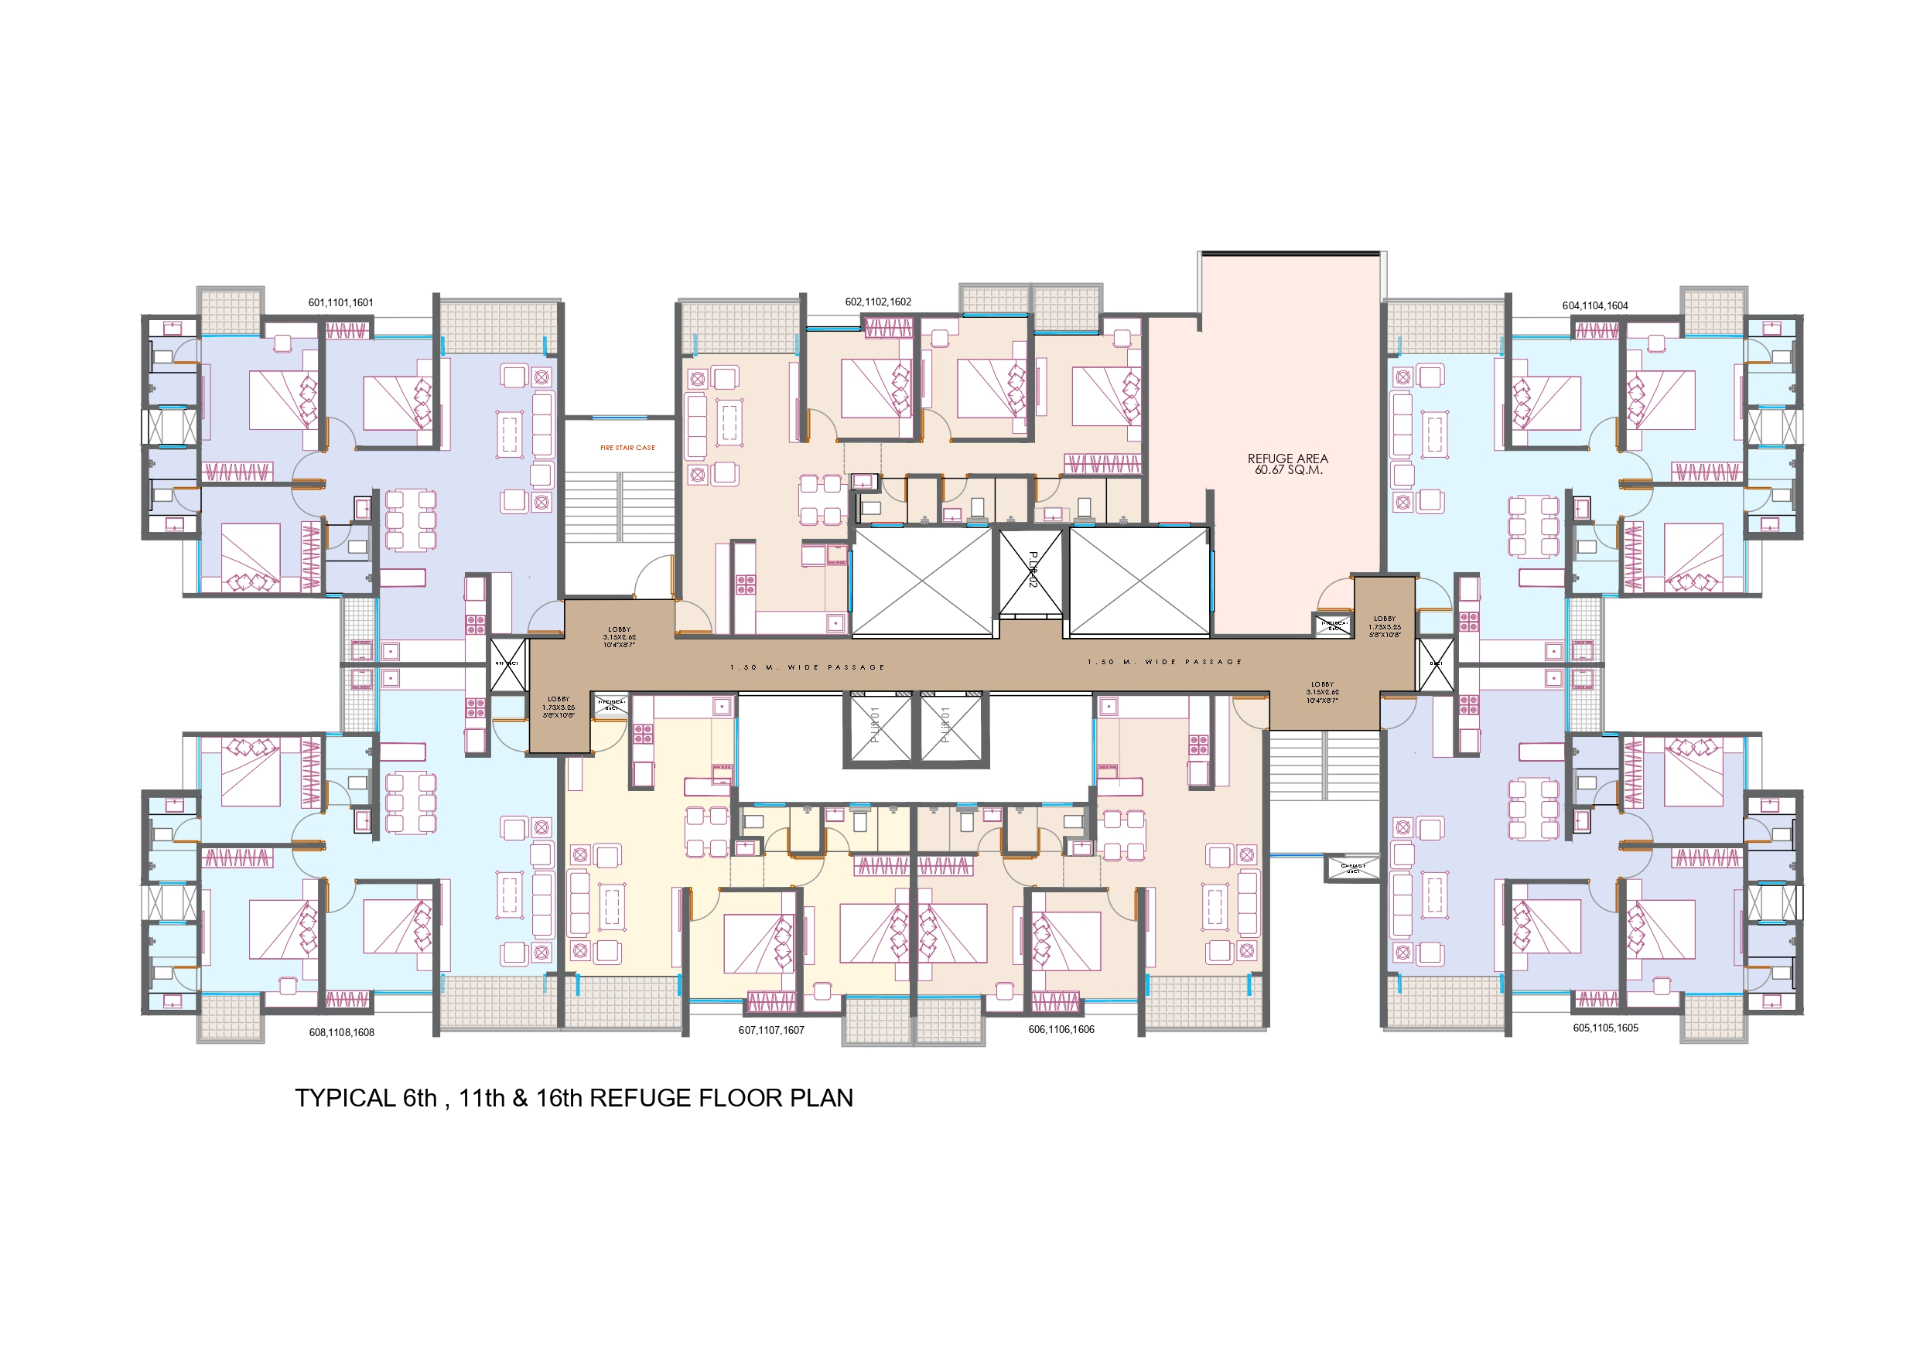 601,1101,1601
602,1102,1602
604,1104,1604
FIRE STAIR CASE
REFUGE AREA
60.67 SQ.M.
P.Lift 02
LOBBY
3.15X2.62
10'4"X8'7"
LOBBY
1.73X3.25
5'8"X10'8"
1.50 M. WIDE PASSAGE
1.50 M. WIDE PASSAGE
LOBBY
1.73X3.25
5'8"X10'8"
LOBBY
3.15X2.62
10'4"X8'7"
P.Lift 01
P.Lift 01
DUCT
608,1108,1608
607,1107,1607
606,1106,1606
605,1105,1605
TYPICAL 6th , 11th & 16th REFUGE FLOOR PLAN